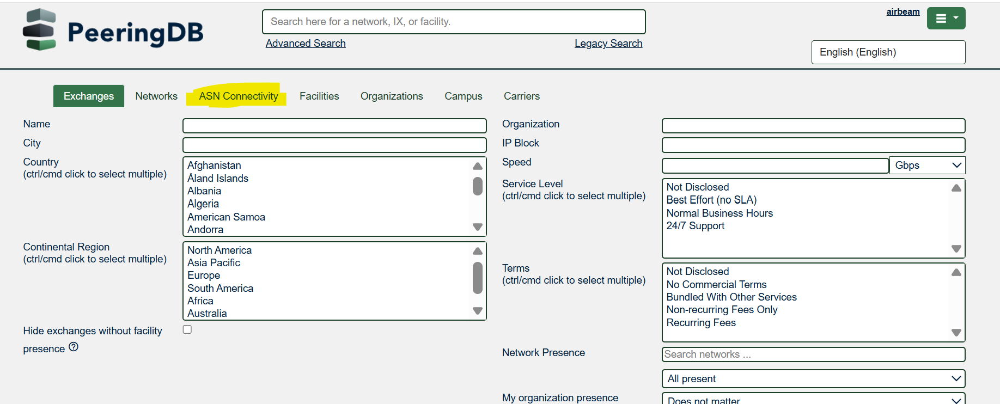 PeeringDB
Search here for a network, IX, or facility.
Advanced Search
Legacy Search
airbeam
English (English)
Exchanges Networks ASN Connectivity Facilities Organizations Campus Carriers
Name
City
Country
(ctrl/cmd click to select multiple)
Afghanistan
Åland Islands
Albania
Algeria
American Samoa
Andorra
Continental Region
(ctrl/cmd click to select multiple)
North America
Asia Pacific
Europe
South America
Africa
Australia
Hide exchanges without facility
presence
Organization
IP Block
Speed
Gbps
Service Level
(ctrl/cmd click to select multiple)
Not Disclosed
Best Effort (no SLA)
Normal Business Hours
24/7 Support
Terms
(ctrl/cmd click to select multiple)
Not Disclosed
No Commercial Terms
Bundled With Other Services
Non-recurring Fees Only
Recurring Fees
Network Presence
Search networks ...
All present
My organization presence
Does not matter